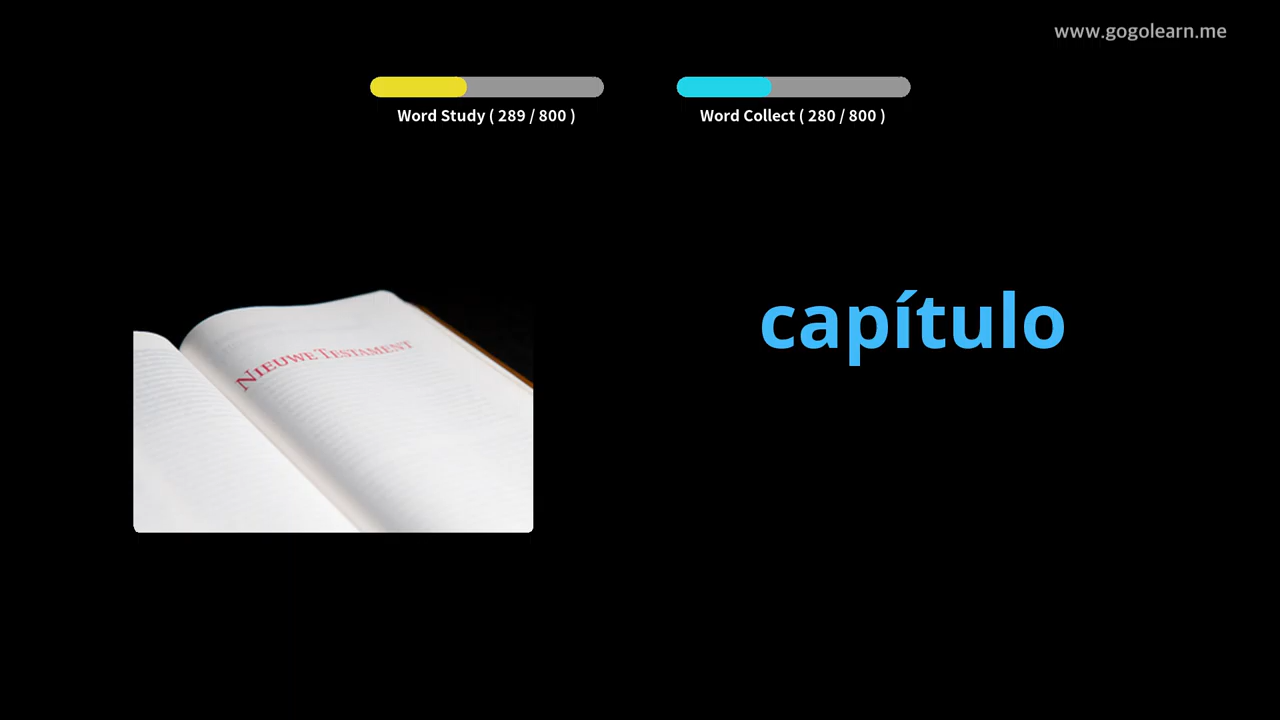 www.gogolearn.me
Word Study ( 289 / 800 )
Word Collect ( 280 / 800 )
capítulo
NIEUWE TESTAMENT